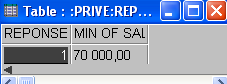 Table : :PRIVE:REP...
REPONSE MIN OF SAL
1 70 000,00